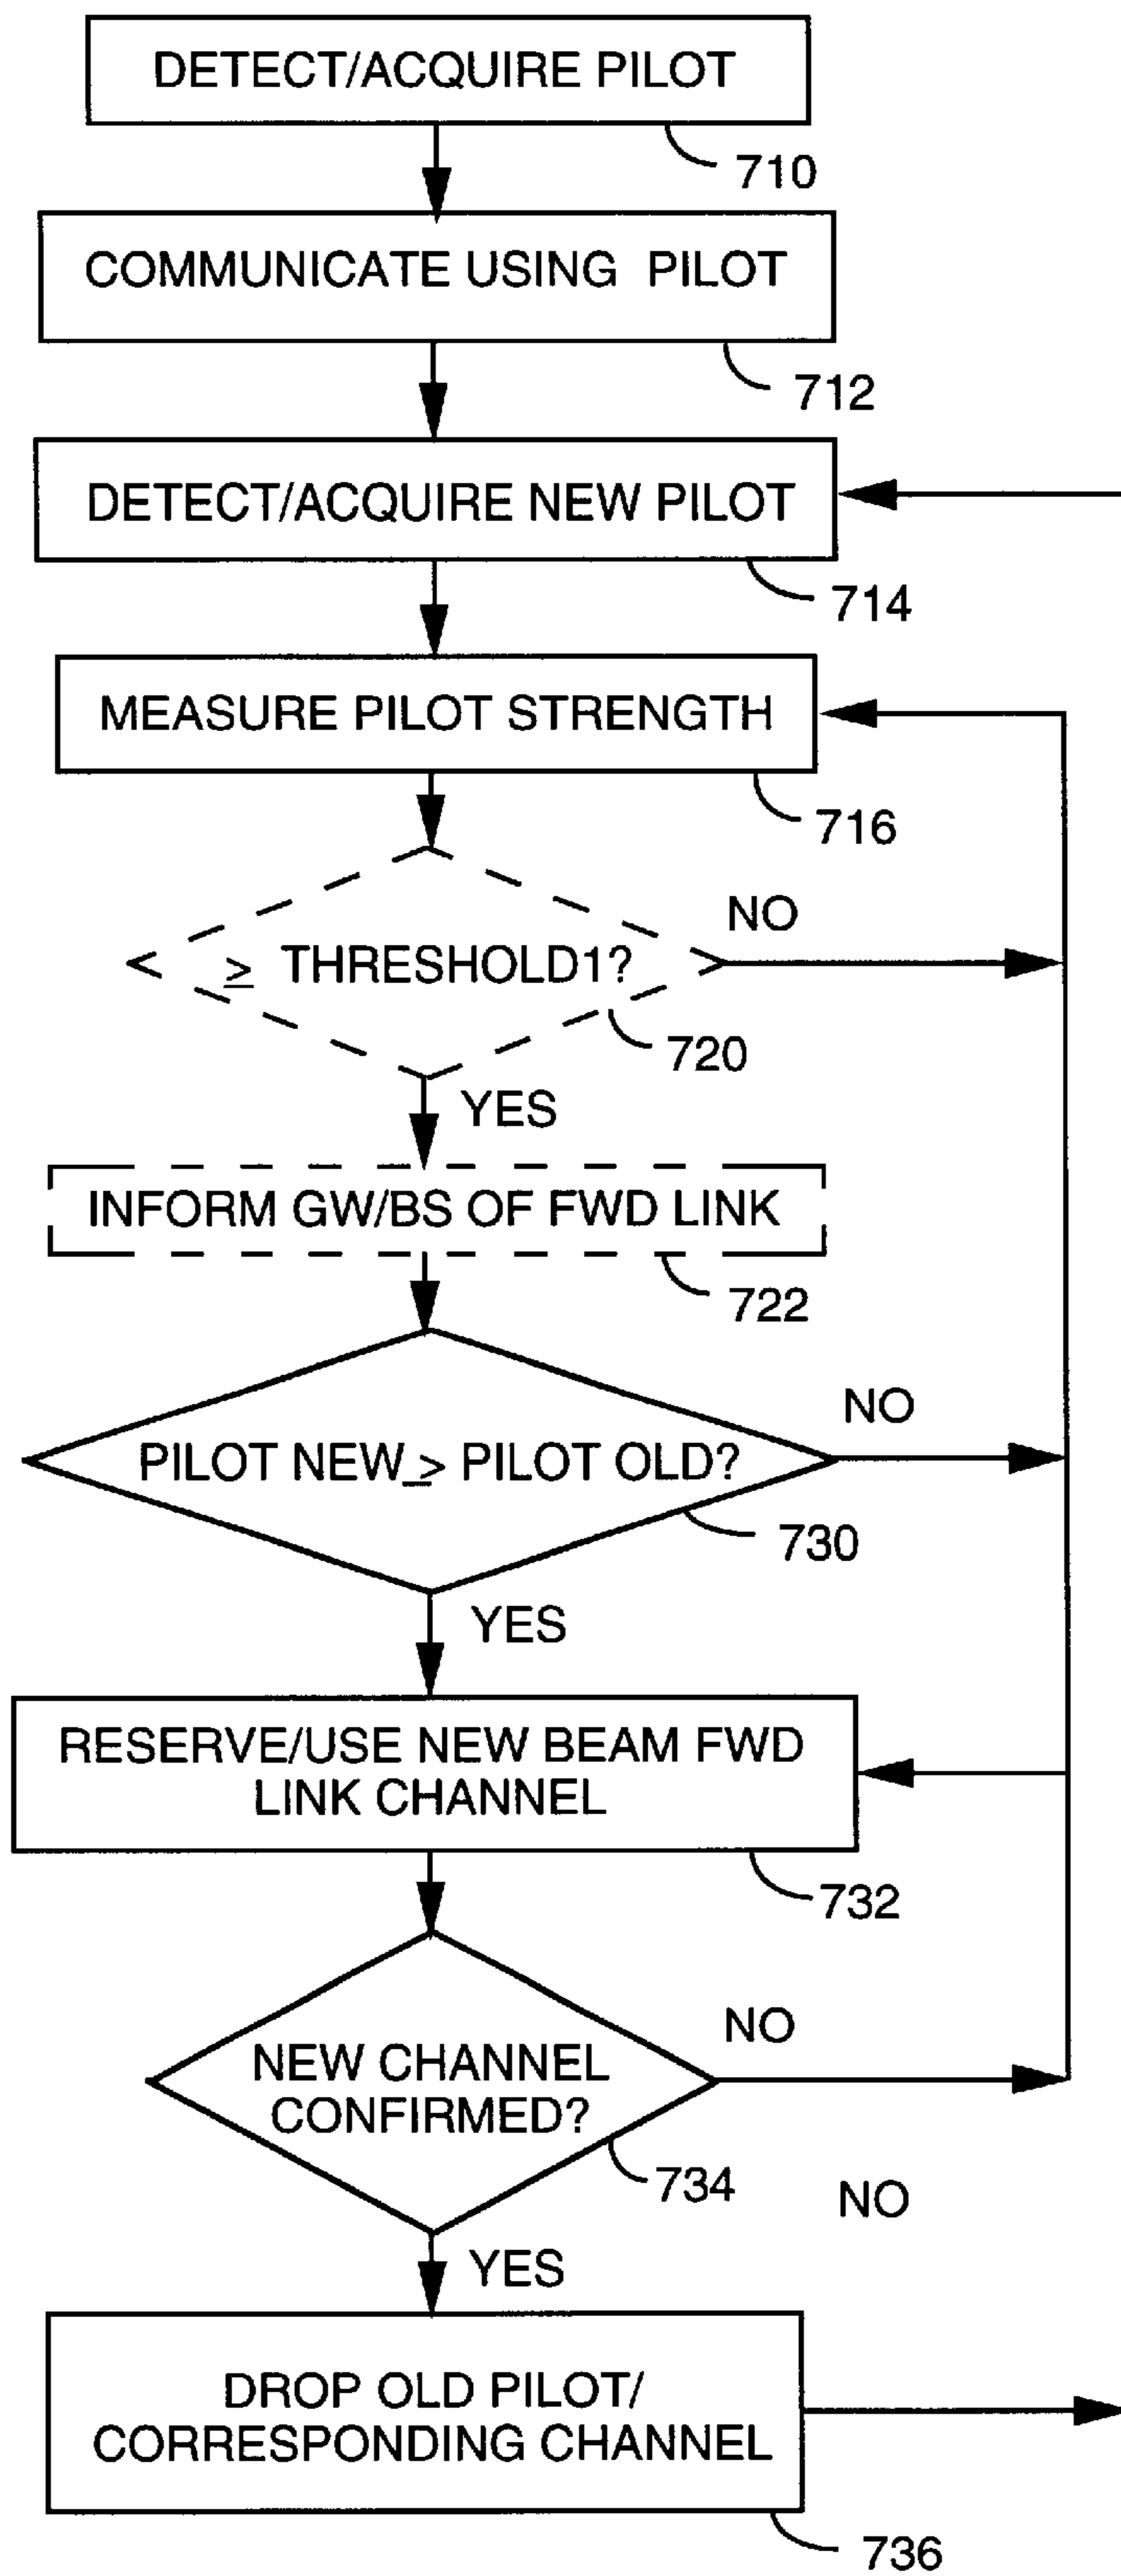 DETECT/ACQUIRE PILOT
710
COMMUNICATE USING PILOT
712
DETECT/ACQUIRE NEW PILOT
714
MEASURE PILOT STRENGTH
716
NO
≥ THRESHOLD1?
720
YES
INFORM GW/BS OF FWD LINK
722
NO
PILOT NEW ≥ PILOT OLD?
730
YES
RESERVE/USE NEW BEAM FWD
LINK CHANNEL
732
NO
NEW CHANNEL
CONFIRMED?
734
NO
YES
DROP OLD PILOT/
CORRESPONDING CHANNEL
736